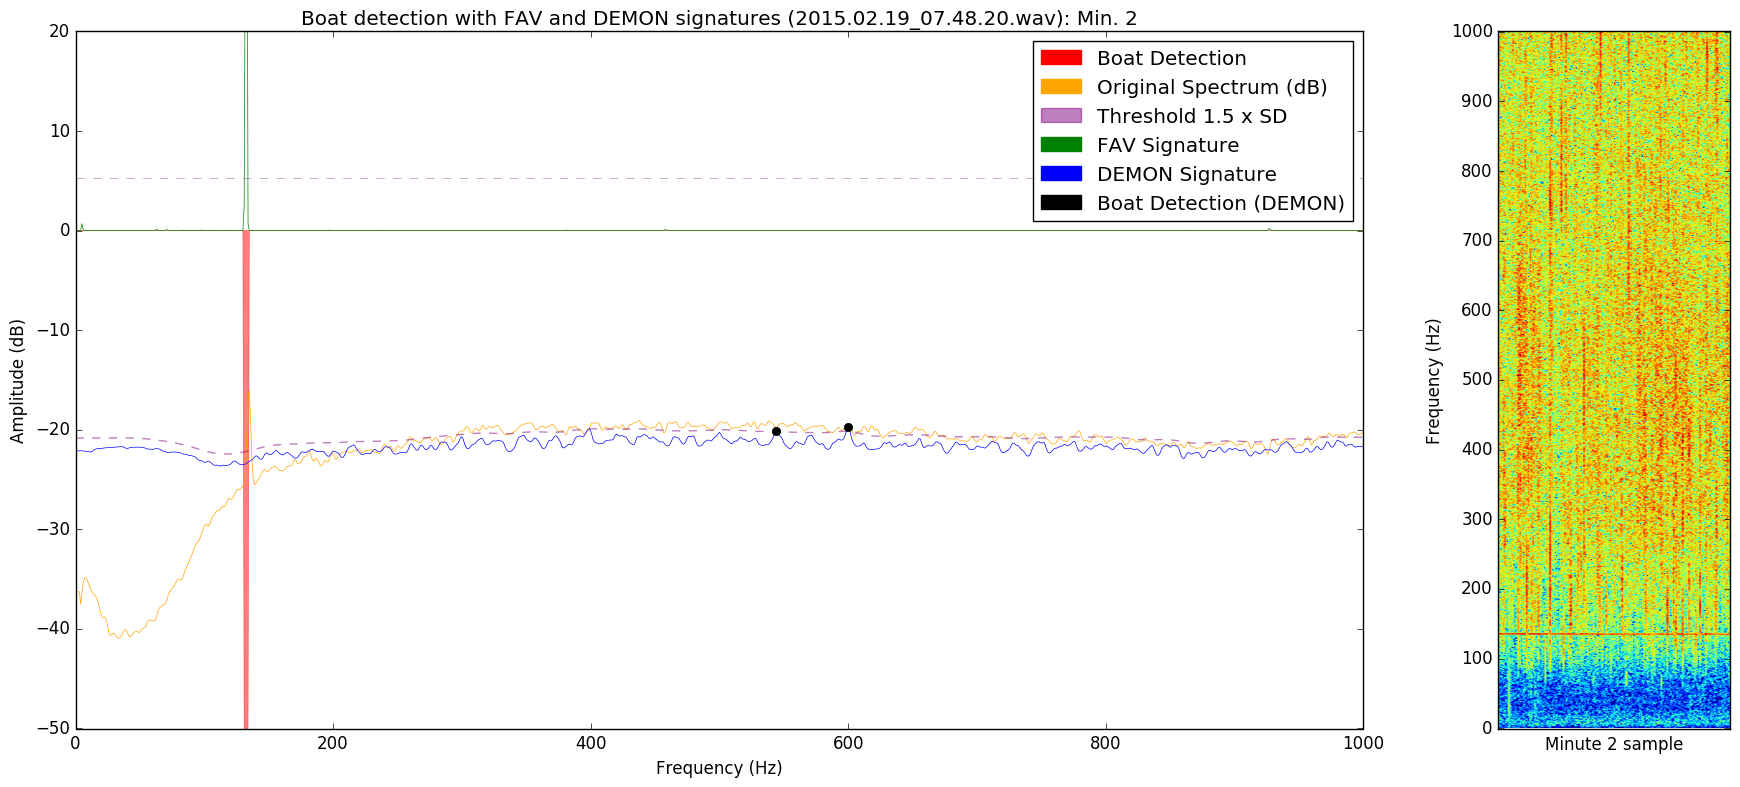 Boat detection with FAV and DEMON signatures (2015.02.19_07.48.20.wav): Min. 2
Boat Detection
Original Spectrum (dB)
Threshold 1.5 x SD
FAV Signature
DEMON Signature
Boat Detection (DEMON)
Amplitude (dB)
20
10
0
−10
−20
−30
−40
−50
0
200
400
600
800
1000
Frequency (Hz)
Frequency (Hz)
1000
900
800
700
600
500
400
300
200
100
0
Minute 2 sample